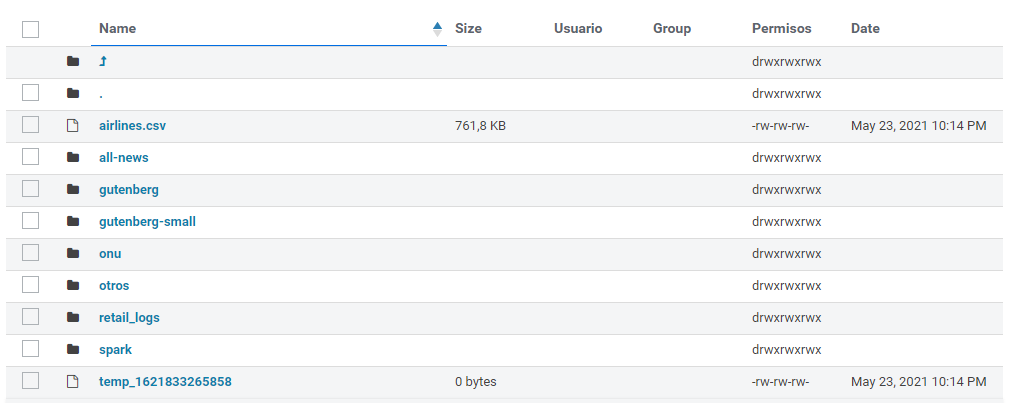 Name Size Usuario Group Permisos Date
drwxrwxrwx
. drwxrwxrwx
airlines.csv 761,8 KB -rw-rw-rw- May 23, 2021 10:14 PM
all-news drwxrwxrwx
gutenberg drwxrwxrwx
gutenberg-small drwxrwxrwx
onu drwxrwxrwx
otros drwxrwxrwx
retail_logs drwxrwxrwx
spark drwxrwxrwx
temp_1621833265858 0 bytes -rw-rw-rw- May 23, 2021 10:14 PM